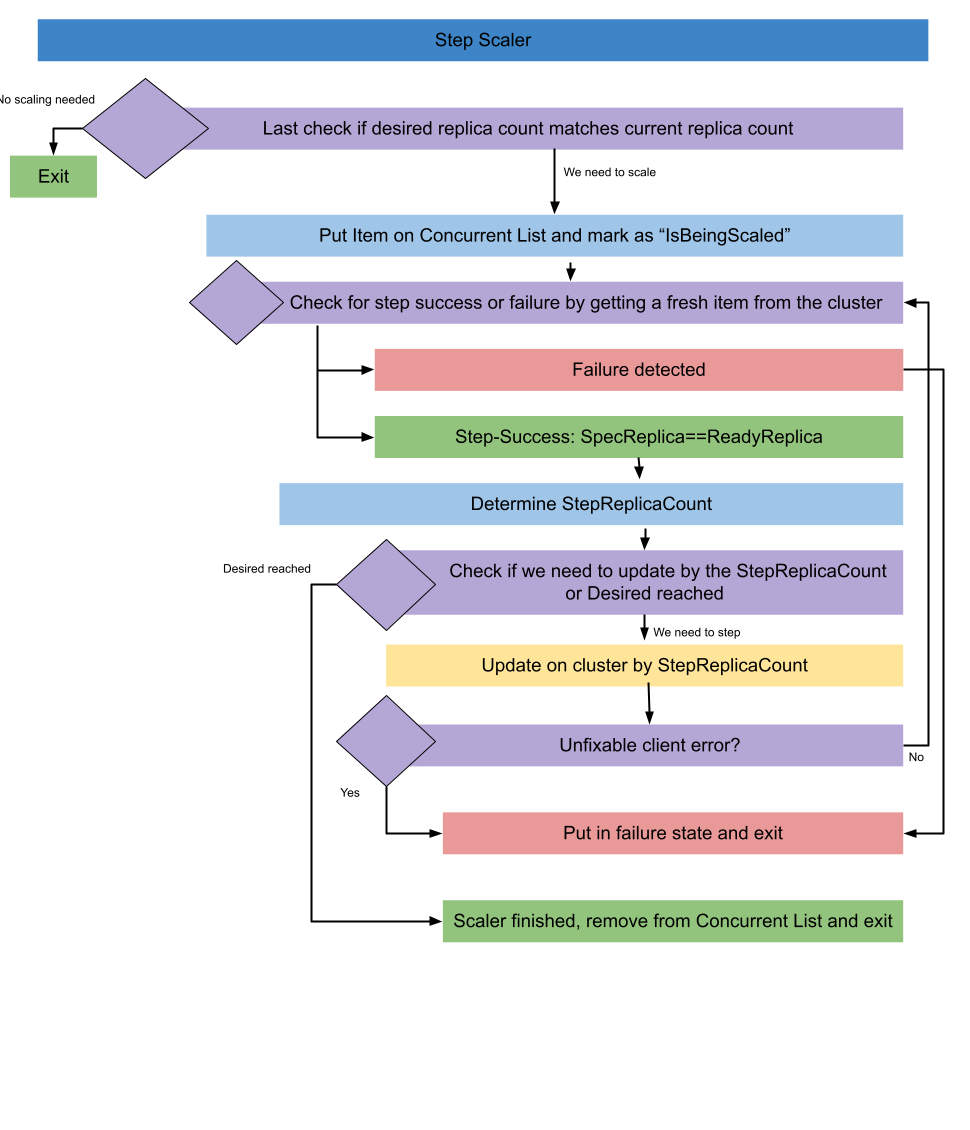 Step Scaler
No scaling needed
Last check if desired replica count matches current replica count
Exit
We need to scale
Put Item on Concurrent List and mark as “IsBeingScaled”
Check for step success or failure by getting a fresh item from the cluster
Failure detected
Step-Success: SpecReplica==ReadyReplica
Determine StepReplicaCount
Desired reached
Check if we need to update by the StepReplicaCount
or Desired reached
We need to step
Update on cluster by StepReplicaCount
Unfixable client error?
No
Yes
Put in failure state and exit
Scaler finished, remove from Concurrent List and exit